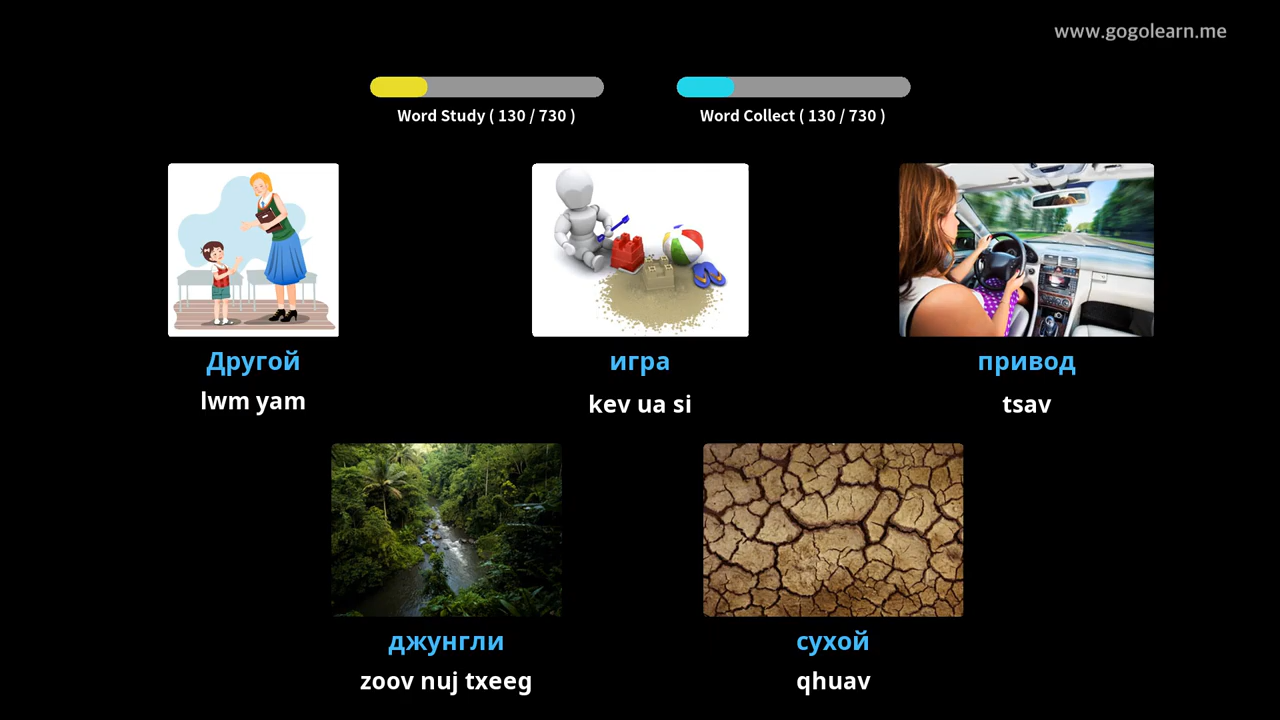 www.gogolearn.me
Word Study ( 130 / 730 )
Word Collect ( 130 / 730 )
Другой
lwm yam
игра
kev ua si
привод
tsav
джунгли
zoov nuj txeeg
сухой
qhuav